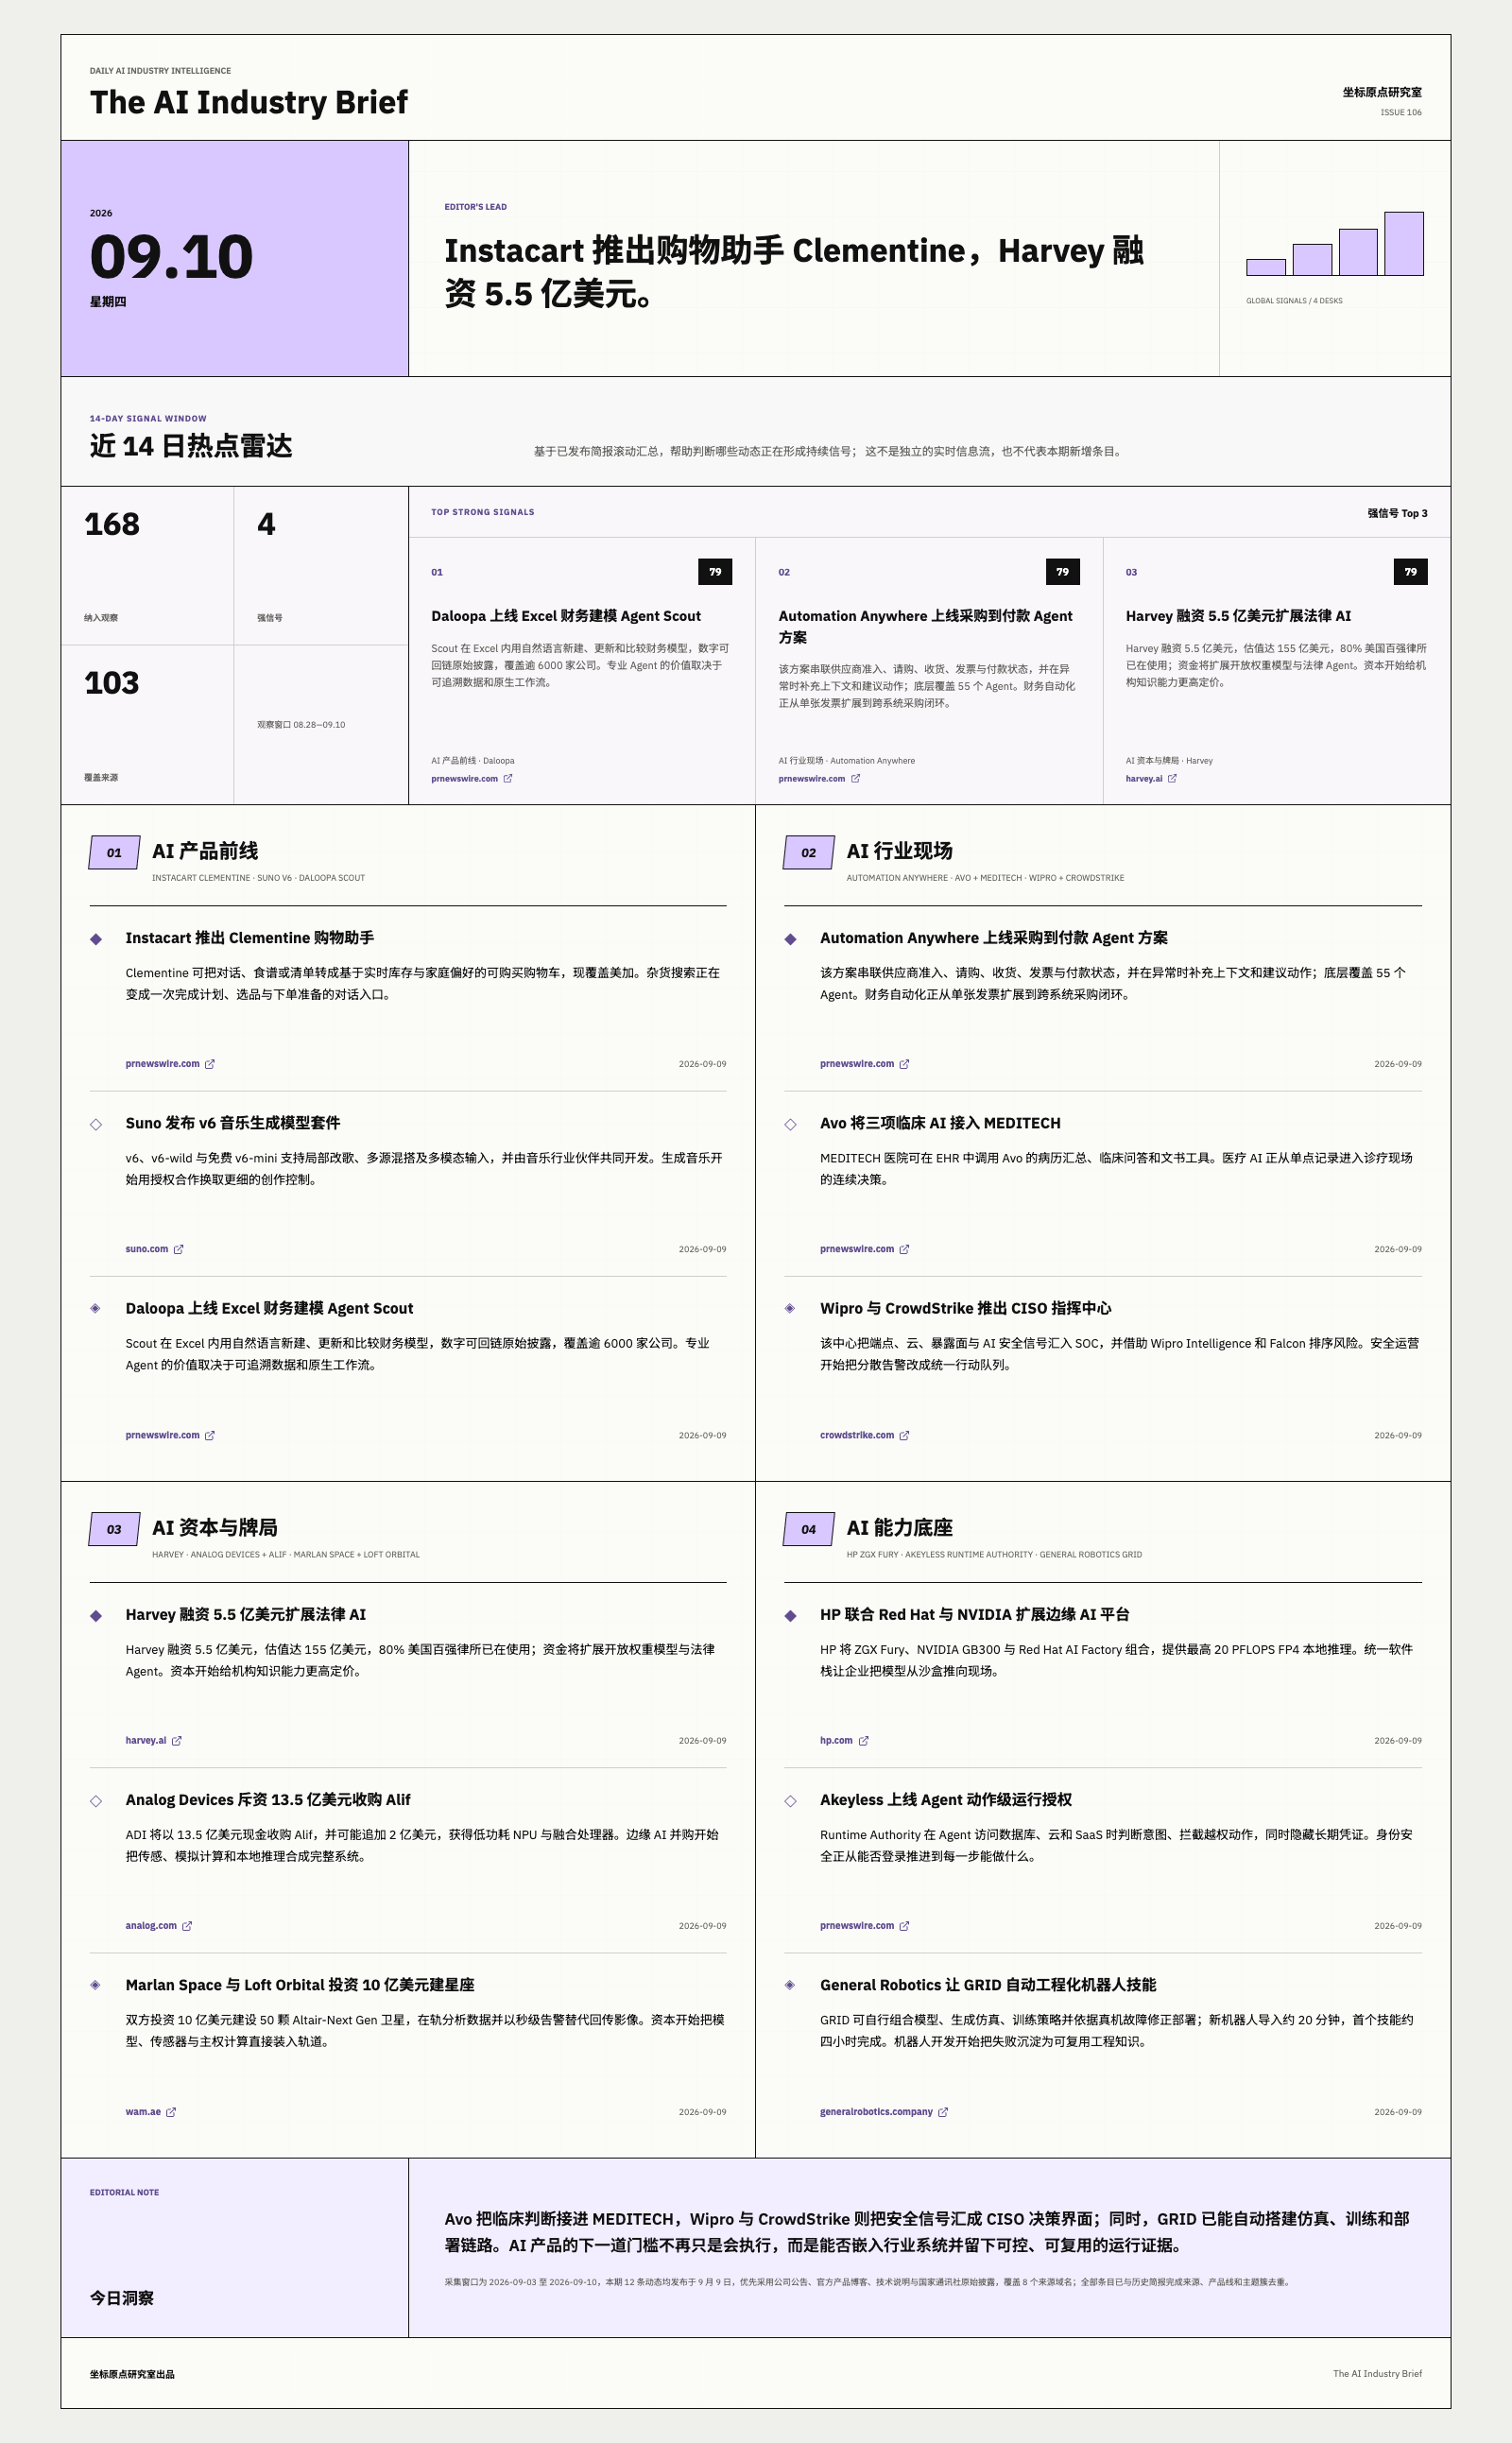 DAILY AI INDUSTRY INTELLIGENCE
The AI Industry Brief
坐标原点研究室
ISSUE 106
2026
09.10
星期四
EDITOR'S LEAD
Instacart 推出购物助手 Clementine，Harvey 融
资 5.5 亿美元。
GLOBAL SIGNALS / 4 DESKS
14-DAY SIGNAL WINDOW
近 14 日热点雷达
基于已发布简报滚动汇总，帮助判断哪些动态正在形成持续信号； 这不是独立的实时信息流，也不代表本期新增条目。
168
纳入观察
4
强信号
103
覆盖来源
观察窗口 08.28—09.10
TOP STRONG SIGNALS
强信号 Top 3
01
79
Daloopa 上线 Excel 财务建模 Agent Scout
Scout 在 Excel 内用自然语言新建、更新和比较财务模型，数字可
回链原始披露，覆盖逾 6000 家公司。专业 Agent 的价值取决于
可追溯数据和原生工作流。
AI 产品前线 · Daloopa
prnewswire.com
02
79
Automation Anywhere 上线采购到付款 Agent
方案
该方案串联供应商准入、请购、收货、发票与付款状态，并在异
常时补充上下文和建议动作；底层覆盖 55 个 Agent。财务自动化
正从单张发票扩展到跨系统采购闭环。
AI 行业现场 · Automation Anywhere
prnewswire.com
03
79
Harvey 融资 5.5 亿美元扩展法律 AI
Harvey 融资 5.5 亿美元，估值达 155 亿美元，80% 美国百强律所
已在使用；资金将扩展开放权重模型与法律 Agent。资本开始给机
构知识能力更高定价。
AI 资本与牌局 · Harvey
harvey.ai
01
AI 产品前线
INSTACART CLEMENTINE · SUNO V6 · DALOOPA SCOUT
Instacart 推出 Clementine 购物助手
Clementine 可把对话、食谱或清单转成基于实时库存与家庭偏好的可购买购物车，现覆盖美加。杂货搜索正在
变成一次完成计划、选品与下单准备的对话入口。
prnewswire.com
2026-09-09
Suno 发布 v6 音乐生成模型套件
v6、v6-wild 与免费 v6-mini 支持局部改歌、多源混搭及多模态输入，并由音乐行业伙伴共同开发。生成音乐开
始用授权合作换取更细的创作控制。
suno.com
2026-09-09
Daloopa 上线 Excel 财务建模 Agent Scout
Scout 在 Excel 内用自然语言新建、更新和比较财务模型，数字可回链原始披露，覆盖逾 6000 家公司。专业
Agent 的价值取决于可追溯数据和原生工作流。
prnewswire.com
2026-09-09
02
AI 行业现场
AUTOMATION ANYWHERE · AVO + MEDITECH · WIPRO + CROWDSTRIKE
Automation Anywhere 上线采购到付款 Agent 方案
该方案串联供应商准入、请购、收货、发票与付款状态，并在异常时补充上下文和建议动作；底层覆盖 55 个
Agent。财务自动化正从单张发票扩展到跨系统采购闭环。
prnewswire.com
2026-09-09
Avo 将三项临床 AI 接入 MEDITECH
MEDITECH 医院可在 EHR 中调用 Avo 的病历汇总、临床问答和文书工具。医疗 AI 正从单点记录进入诊疗现场
的连续决策。
prnewswire.com
2026-09-09
Wipro 与 CrowdStrike 推出 CISO 指挥中心
该中心把端点、云、暴露面与 AI 安全信号汇入 SOC，并借助 Wipro Intelligence 和 Falcon 排序风险。安全运营
开始把分散告警改成统一行动队列。
crowdstrike.com
2026-09-09
03
AI 资本与牌局
HARVEY · ANALOG DEVICES + ALIF · MARLAN SPACE + LOFT ORBITAL
Harvey 融资 5.5 亿美元扩展法律 AI
Harvey 融资 5.5 亿美元，估值达 155 亿美元，80% 美国百强律所已在使用；资金将扩展开放权重模型与法律
Agent。资本开始给机构知识能力更高定价。
harvey.ai
2026-09-09
Analog Devices 斥资 13.5 亿美元收购 Alif
ADI 将以 13.5 亿美元现金收购 Alif，并可能追加 2 亿美元，获得低功耗 NPU 与融合处理器。边缘 AI 并购开始
把传感、模拟计算和本地推理合成完整系统。
analog.com
2026-09-09
Marlan Space 与 Loft Orbital 投资 10 亿美元建星座
双方投资 10 亿美元建设 50 颗 Altair-Next Gen 卫星，在轨分析数据并以秒级告警替代回传影像。资本开始把模
型、传感器与主权计算直接装入轨道。
wam.ae
2026-09-09
04
AI 能力底座
HP ZGX FURY · AKEYLESS RUNTIME AUTHORITY · GENERAL ROBOTICS GRID
HP 联合 Red Hat 与 NVIDIA 扩展边缘 AI 平台
HP 将 ZGX Fury、NVIDIA GB300 与 Red Hat AI Factory 组合，提供最高 20 PFLOPS FP4 本地推理。统一软件
栈让企业把模型从沙盒推向现场。
hp.com
2026-09-09
Akeyless 上线 Agent 动作级运行授权
Runtime Authority 在 Agent 访问数据库、云和 SaaS 时判断意图、拦截越权动作，同时隐藏长期凭证。身份安
全正从能否登录推进到每一步能做什么。
prnewswire.com
2026-09-09
General Robotics 让 GRID 自动工程化机器人技能
GRID 可自行组合模型、生成仿真、训练策略并依据真机故障修正部署；新机器人导入约 20 分钟，首个技能约
四小时完成。机器人开发开始把失败沉淀为可复用工程知识。
generalrobotics.company
2026-09-09
EDITORIAL NOTE
今日洞察
Avo 把临床判断接进 MEDITECH，Wipro 与 CrowdStrike 则把安全信号汇成 CISO 决策界面；同时，GRID 已能自动搭建仿真、训练和部
署链路。AI 产品的下一道门槛不再只是会执行，而是能否嵌入行业系统并留下可控、可复用的运行证据。
采集窗口为 2026-09-03 至 2026-09-10，本期 12 条动态均发布于 9 月 9 日，优先采用公司公告、官方产品博客、技术说明与国家通讯社原始披露，覆盖 8 个来源域名；全部条目已与历史简报完成来源、产品线和主题簇去重。
坐标原点研究室出品
The AI Industry Brief